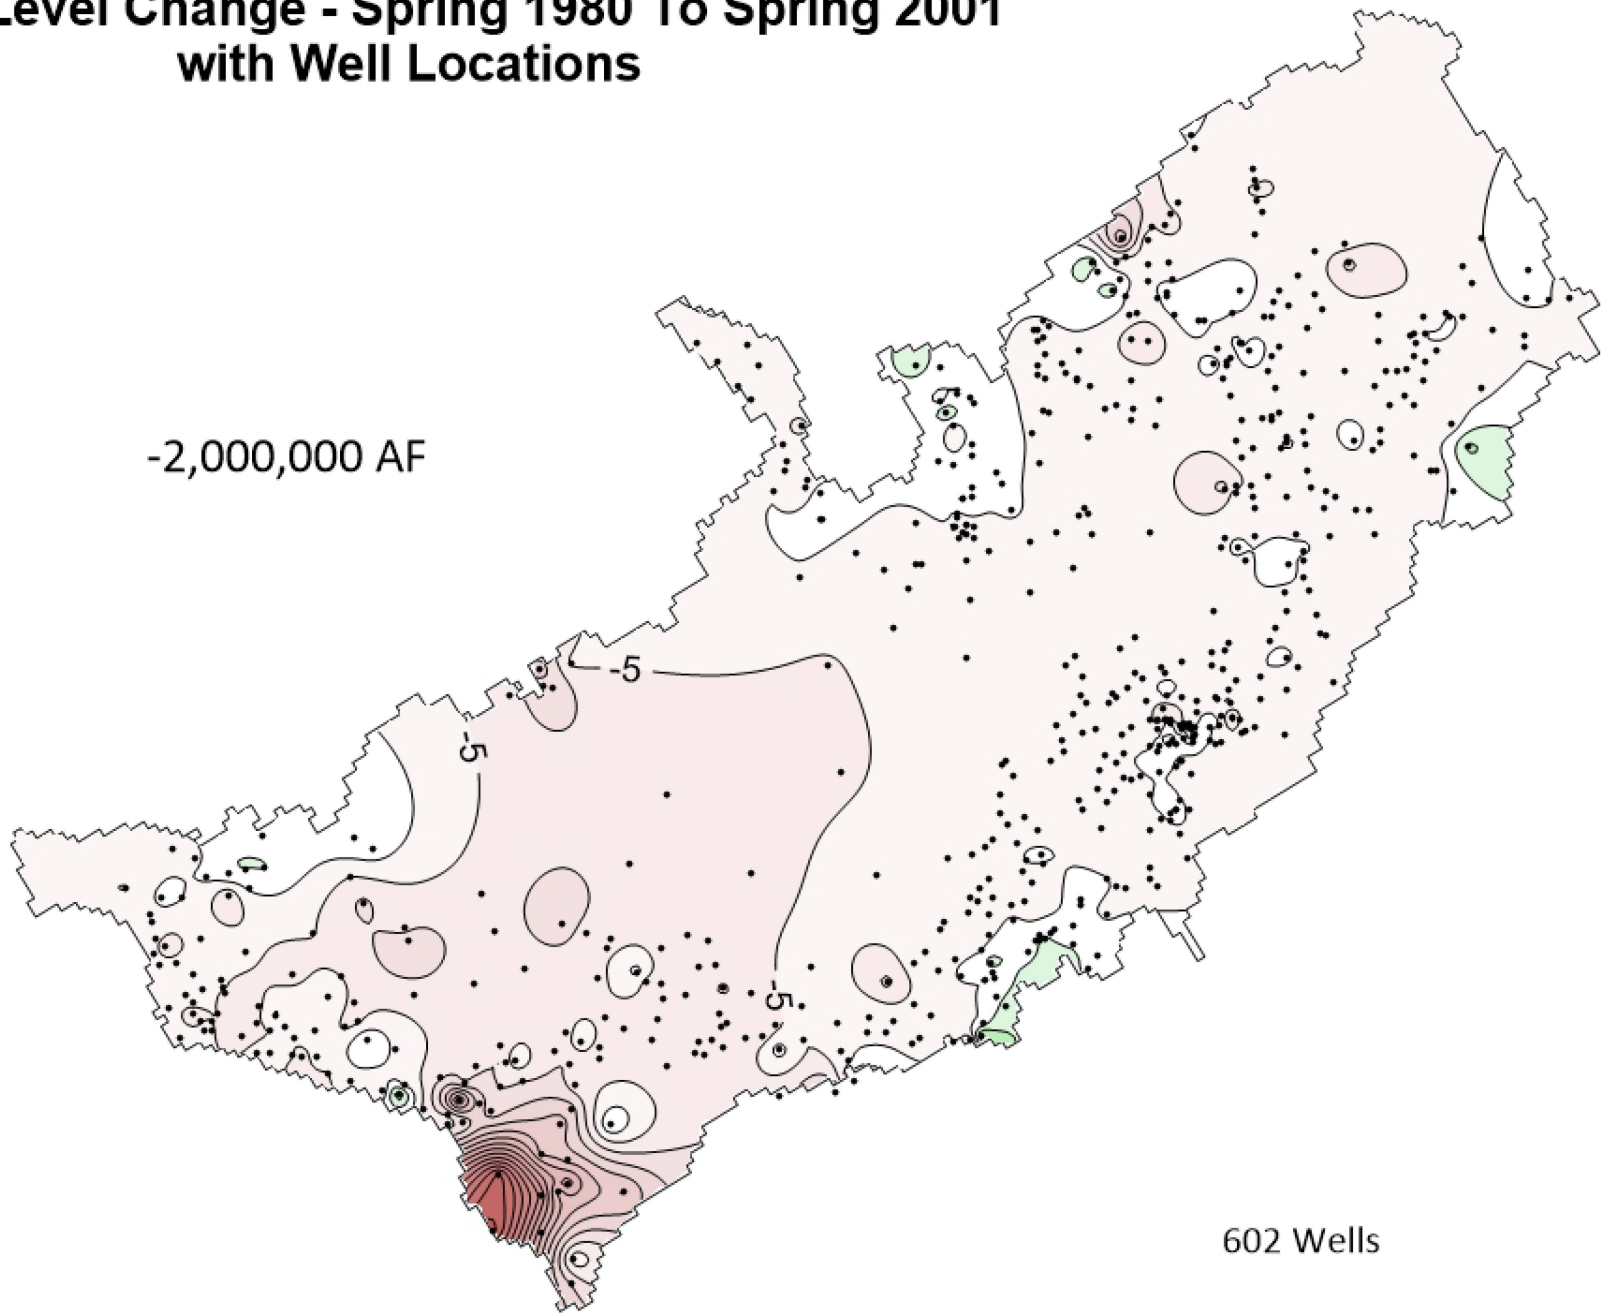 Level Change - Spring 1980 To Spring 2001
with Well Locations
-2,000,000 AF
-5
-5
-5
602 Wells